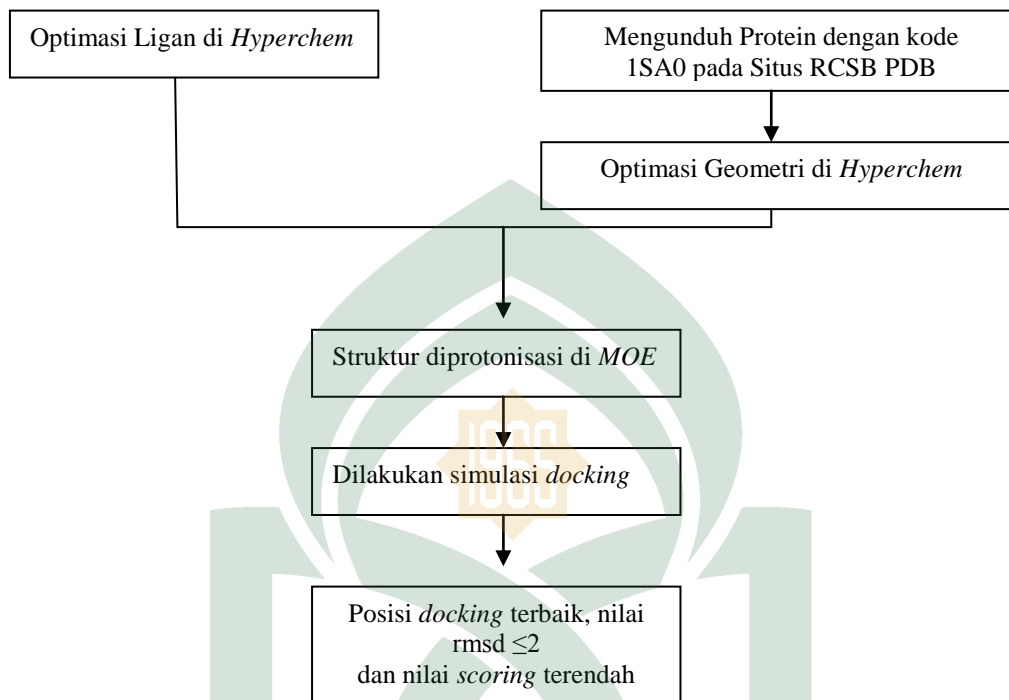 Optimasi Ligan di Hyperchem
Mengunduh Protein dengan kode
1SA0 pada Situs RCSB PDB
Optimasi Geometri di Hyperchem
Struktur diprotonisasi di MOE
1965
Dilakukan simulasi docking
Posisi docking terbaik, nilai
rmsd ≤2
dan nilai scoring terendah